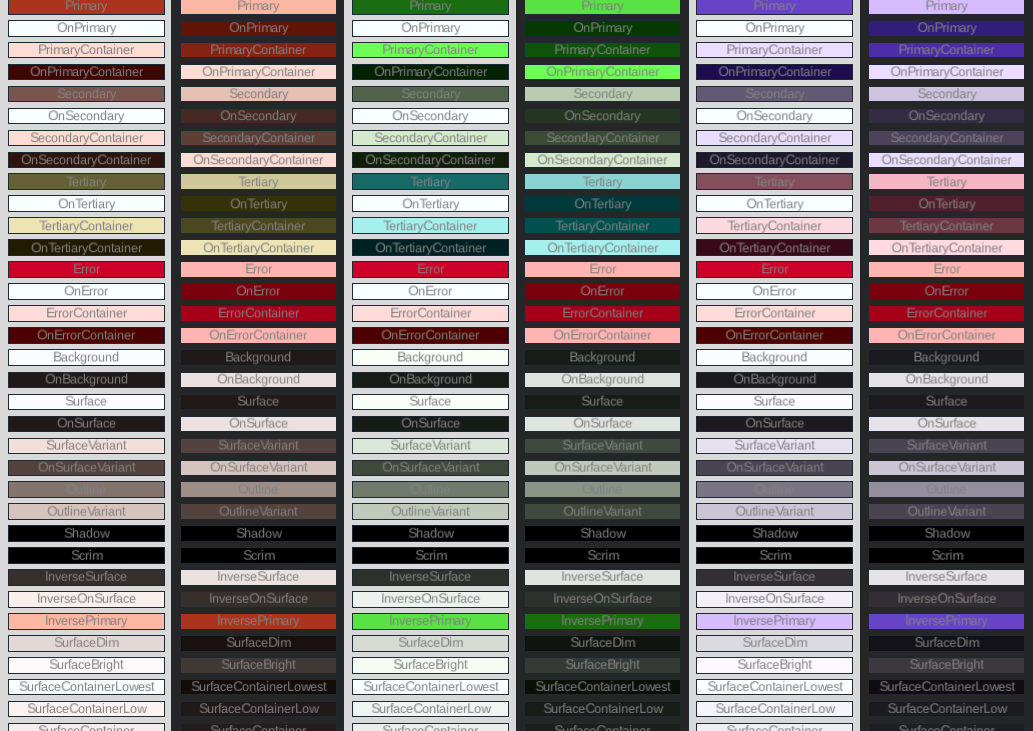 Primary Primary Primary Primary Primary Primary
OnPrimary OnPrimary OnPrimary OnPrimary OnPrimary OnPrimary
PrimaryContainer PrimaryContainer PrimaryContainer PrimaryContainer PrimaryContainer PrimaryContainer
OnPrimaryContainer OnPrimaryContainer OnPrimaryContainer OnPrimaryContainer OnPrimaryContainer OnPrimaryContainer
Secondary Secondary Secondary Secondary Secondary Secondary
OnSecondary OnSecondary OnSecondary OnSecondary OnSecondary OnSecondary
SecondaryContainer SecondaryContainer SecondaryContainer SecondaryContainer SecondaryContainer SecondaryContainer
OnSecondaryContainer OnSecondaryContainer OnSecondaryContainer OnSecondaryContainer OnSecondaryContainer OnSecondaryContainer
Tertiary Tertiary Tertiary Tertiary Tertiary Tertiary
OnTertiary OnTertiary OnTertiary OnTertiary OnTertiary OnTertiary
TertiaryContainer TertiaryContainer TertiaryContainer TertiaryContainer TertiaryContainer TertiaryContainer
OnTertiaryContainer OnTertiaryContainer OnTertiaryContainer OnTertiaryContainer OnTertiaryContainer OnTertiaryContainer
Error Error Error Error Error Error
OnError OnError OnError OnError OnError OnError
ErrorContainer ErrorContainer ErrorContainer ErrorContainer ErrorContainer ErrorContainer
OnErrorContainer OnErrorContainer OnErrorContainer OnErrorContainer OnErrorContainer OnErrorContainer
Background Background Background Background Background Background
OnBackground OnBackground OnBackground OnBackground OnBackground OnBackground
Surface Surface Surface Surface Surface Surface
OnSurface OnSurface OnSurface OnSurface OnSurface OnSurface
SurfaceVariant SurfaceVariant SurfaceVariant SurfaceVariant SurfaceVariant SurfaceVariant
OnSurfaceVariant OnSurfaceVariant OnSurfaceVariant OnSurfaceVariant OnSurfaceVariant OnSurfaceVariant
Outline Outline Outline Outline Outline Outline
OutlineVariant OutlineVariant OutlineVariant OutlineVariant OutlineVariant OutlineVariant
Shadow Shadow Shadow Shadow Shadow Shadow
Scrim Scrim Scrim Scrim Scrim Scrim
InverseSurface InverseSurface InverseSurface InverseSurface InverseSurface InverseSurface
InverseOnSurface InverseOnSurface InverseOnSurface InverseOnSurface InverseOnSurface InverseOnSurface
InversePrimary InversePrimary InversePrimary InversePrimary InversePrimary InversePrimary
SurfaceDim SurfaceDim SurfaceDim SurfaceDim SurfaceDim SurfaceDim
SurfaceBright SurfaceBright SurfaceBright SurfaceBright SurfaceBright SurfaceBright
SurfaceContainerLowest SurfaceContainerLowest SurfaceContainerLowest SurfaceContainerLowest SurfaceContainerLowest SurfaceContainerLowest
SurfaceContainerLow SurfaceContainerLow SurfaceContainerLow SurfaceContainerLow SurfaceContainerLow SurfaceContainerLow
SurfaceContainer SurfaceContainer SurfaceContainer SurfaceContainer SurfaceContainer SurfaceContainer